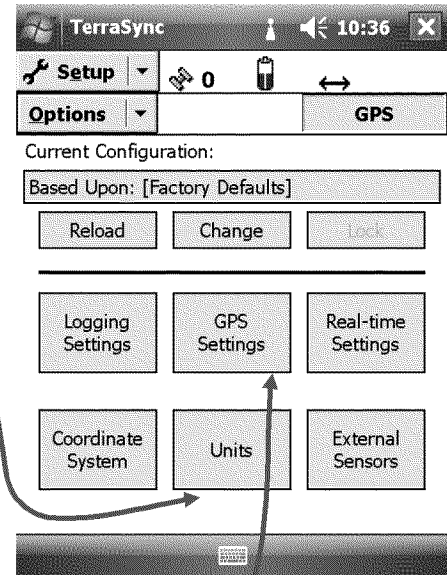 TerraSync 10:36
Setup 0
Options GPS
Current Configuration:
Based Upon: [Factory Defaults]
Reload Change Lock
Logging Settings
GPS Settings
Real-time Settings
Coordinate System
Units
External Sensors